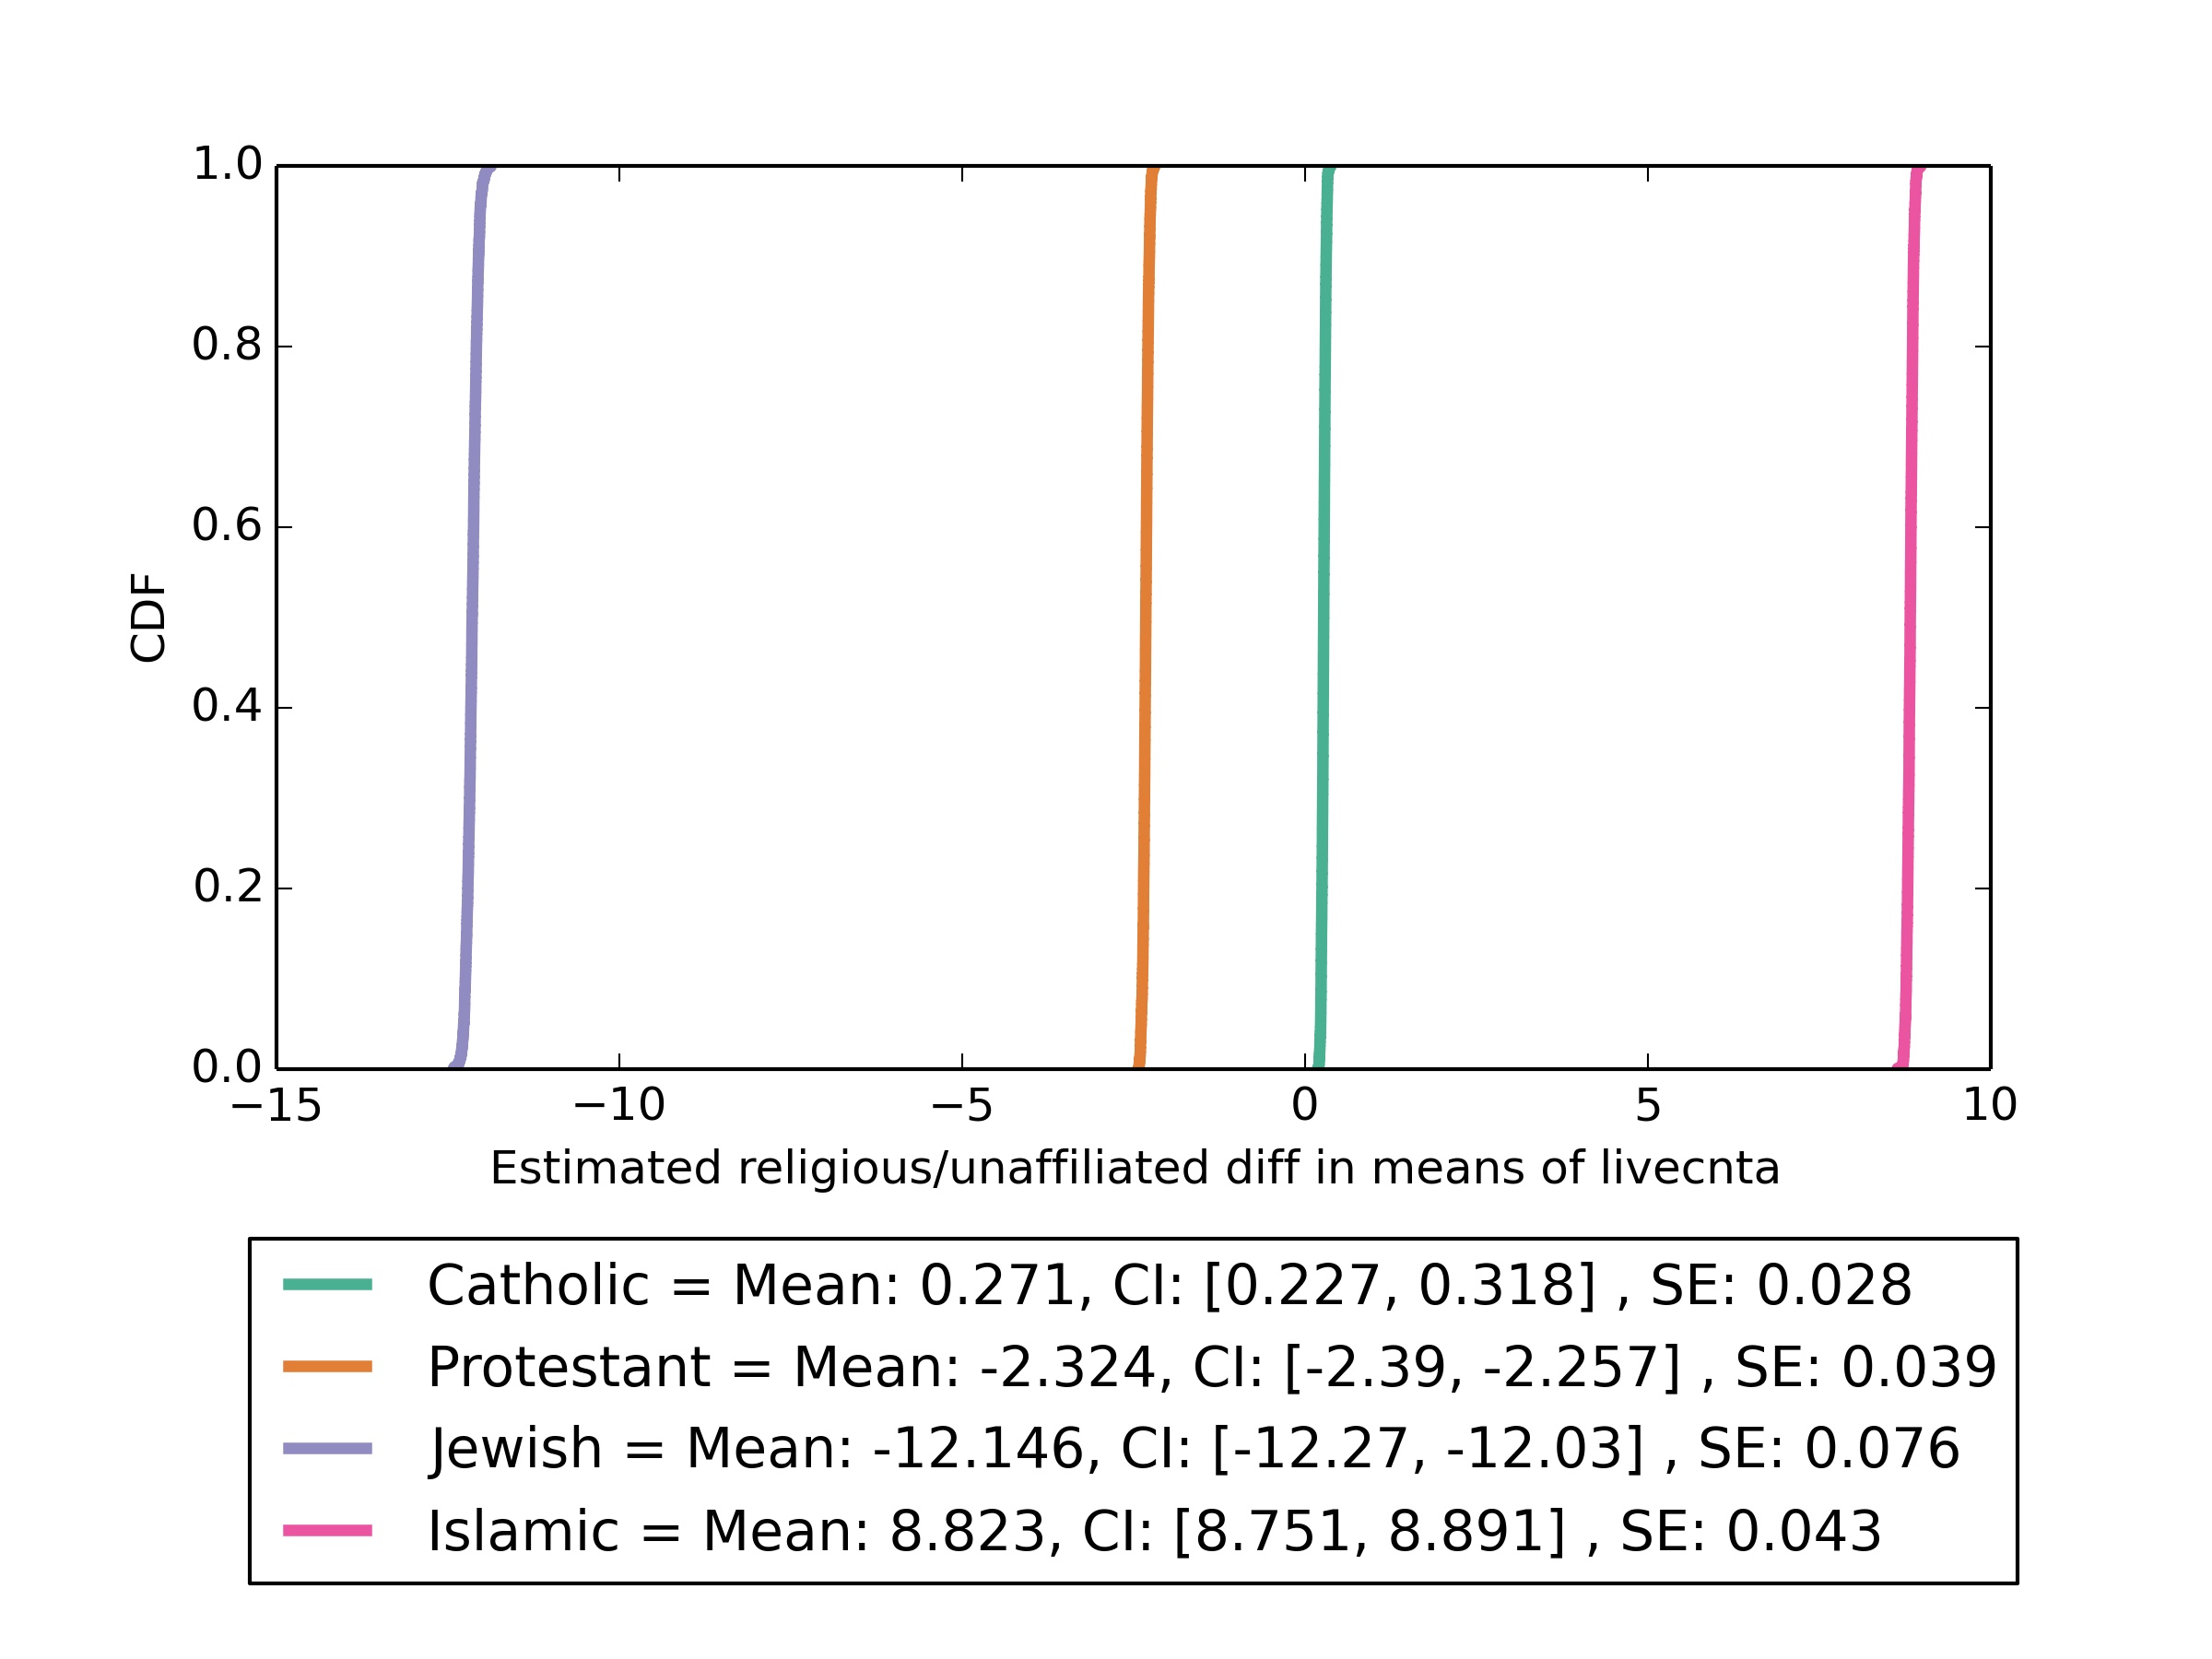 1.0
0.8
0.6
0.4
0.2
0.0
CDF
−15 −10 −5 0 5 10
Estimated religious/unaffiliated diff in means of livecnta
Catholic = Mean: 0.271, CI: [0.227, 0.318] , SE: 0.028
Protestant = Mean: -2.324, CI: [-2.39, -2.257] , SE: 0.039
Jewish = Mean: -12.146, CI: [-12.27, -12.03] , SE: 0.076
Islamic = Mean: 8.823, CI: [8.751, 8.891] , SE: 0.043